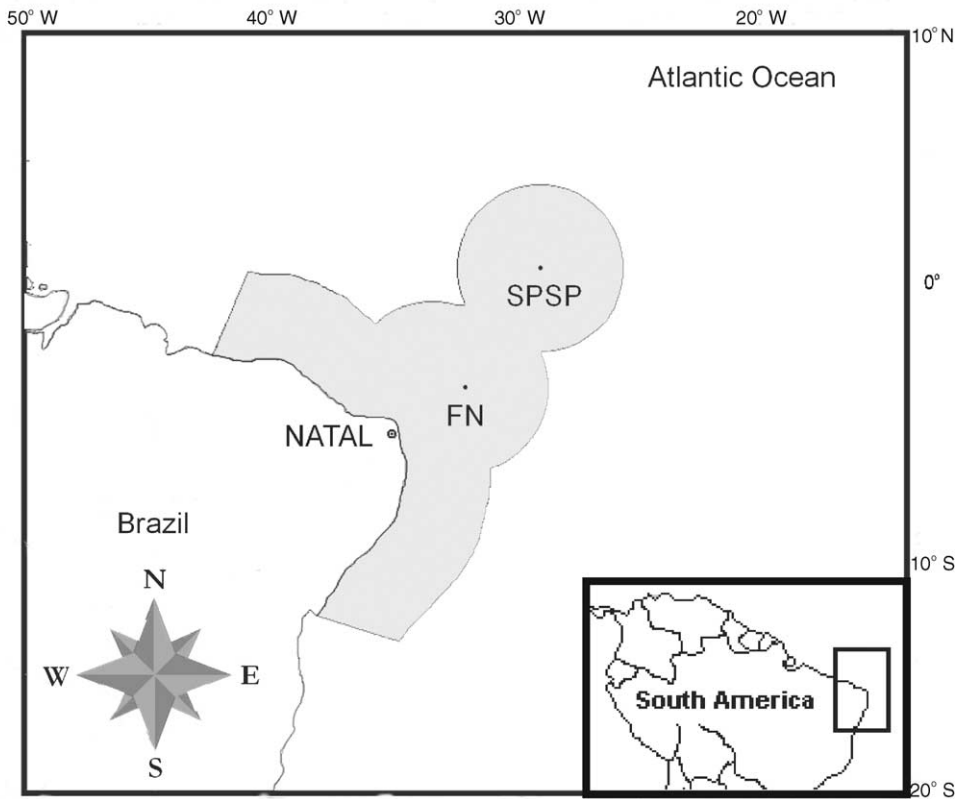 50° W 40° W 30° W 20° W
10° N
Atlantic Ocean
SPSP
0°
FN
NATAL
Brazil
10° S
N
W E
S
South America
20° S